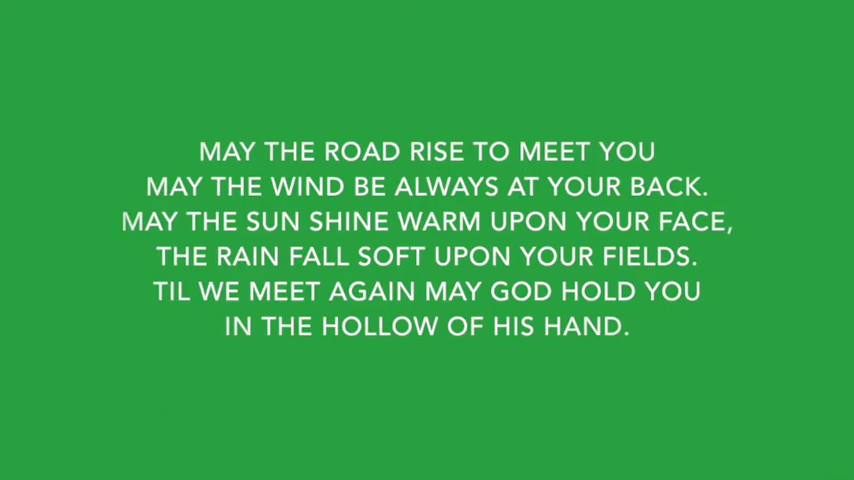 MAY THE ROAD RISE TO MEET YOU
MAY THE WIND BE ALWAYS AT YOUR BACK.
MAY THE SUN SHINE WARM UPON YOUR FACE,
THE RAIN FALL SOFT UPON YOUR FIELDS.
TIL WE MEET AGAIN MAY GOD HOLD YOU
IN THE HOLLOW OF HIS HAND.